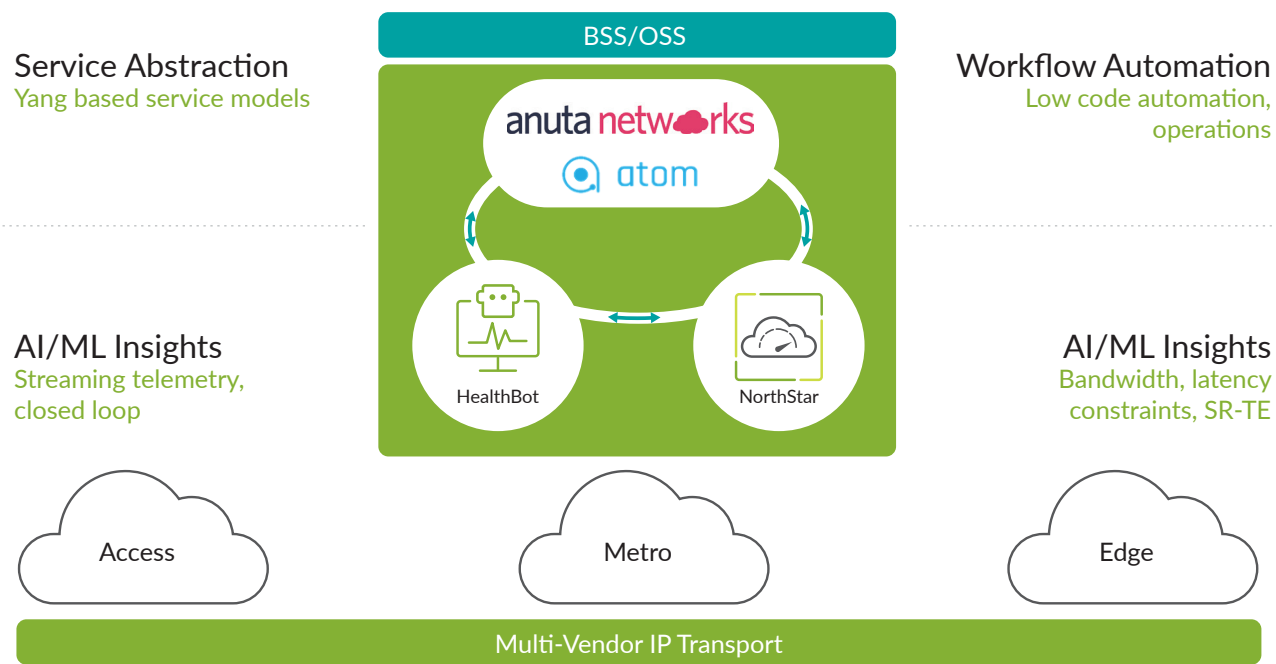 BSS/OSS
Service Abstraction
Yang based service models
Workflow Automation
Low code automation,
operations
anuta networks
atom
AI/ML Insights
Streaming telemetry,
closed loop
HealthBot
NorthStar
AI/ML Insights
Bandwidth, latency
constraints, SR-TE
Access
Metro
Edge
Multi-Vendor IP Transport